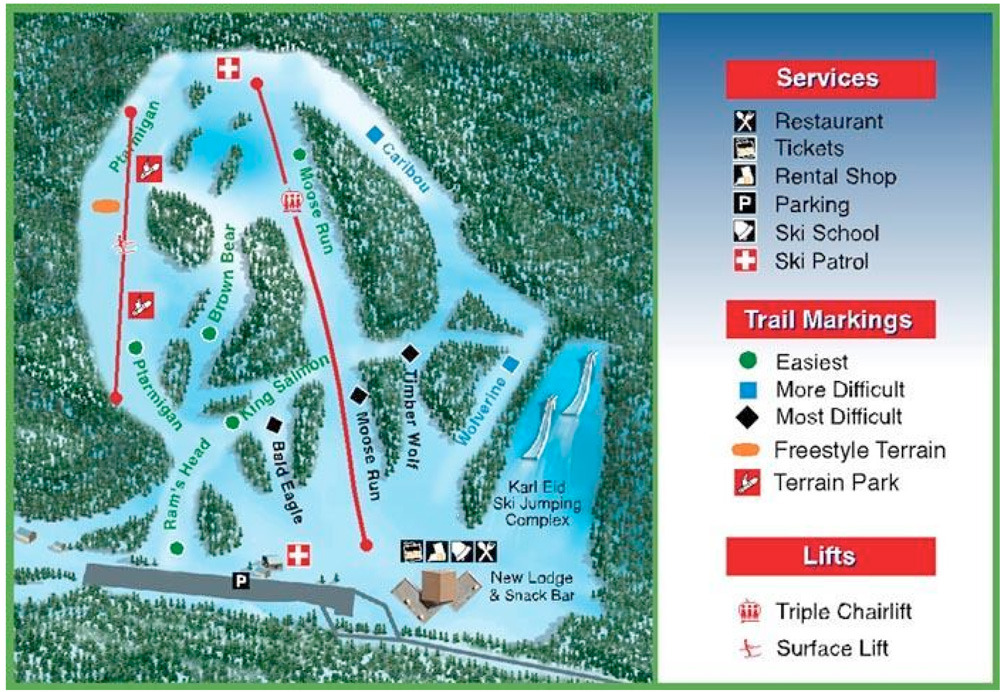 Ptarmigan
Caribou
Moose Run
Brown Bear
Ptarmigan
King Salmon
Timber Wolf
Wolverine
Moose Run
Bald Eagle
Ram's Head
Karl Eid
Ski Jumping
Complex
P
New Lodge
& Snack Bar
Services
Restaurant
Tickets
Rental Shop
P Parking
Ski School
Ski Patrol
Trail Markings
Easiest
More Difficult
Most Difficult
Freestyle Terrain
Terrain Park
Lifts
Triple Chairlift
Surface Lift